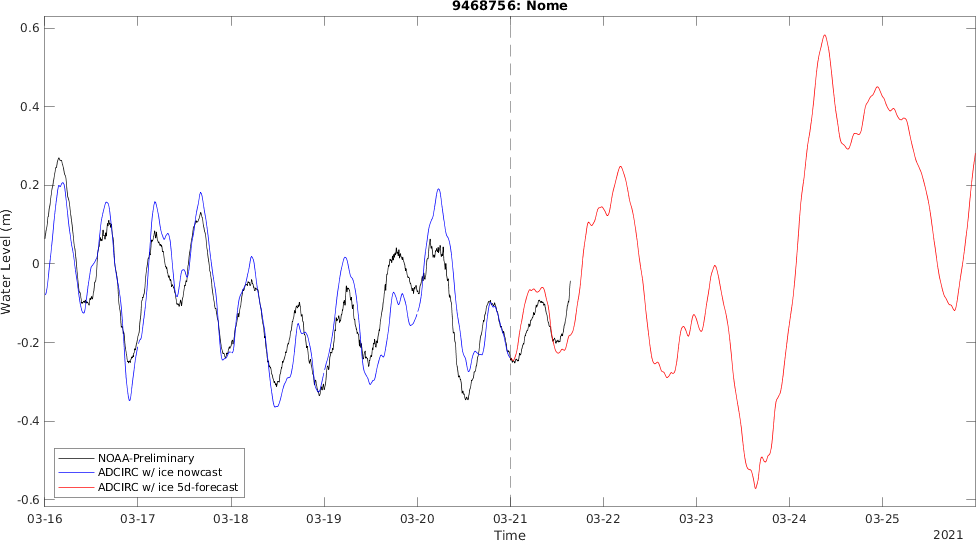 9468756: Nome
0.6
0.4
0.2
0
-0.2
-0.4
-0.6
Water Level (m)
NOAA-Preliminary
ADCIRC w/ ice nowcast
ADCIRC w/ ice 5d-forecast
03-16 03-17 03-18 03-19 03-20 03-21 03-22 03-23 03-24 03-25
Time
2021